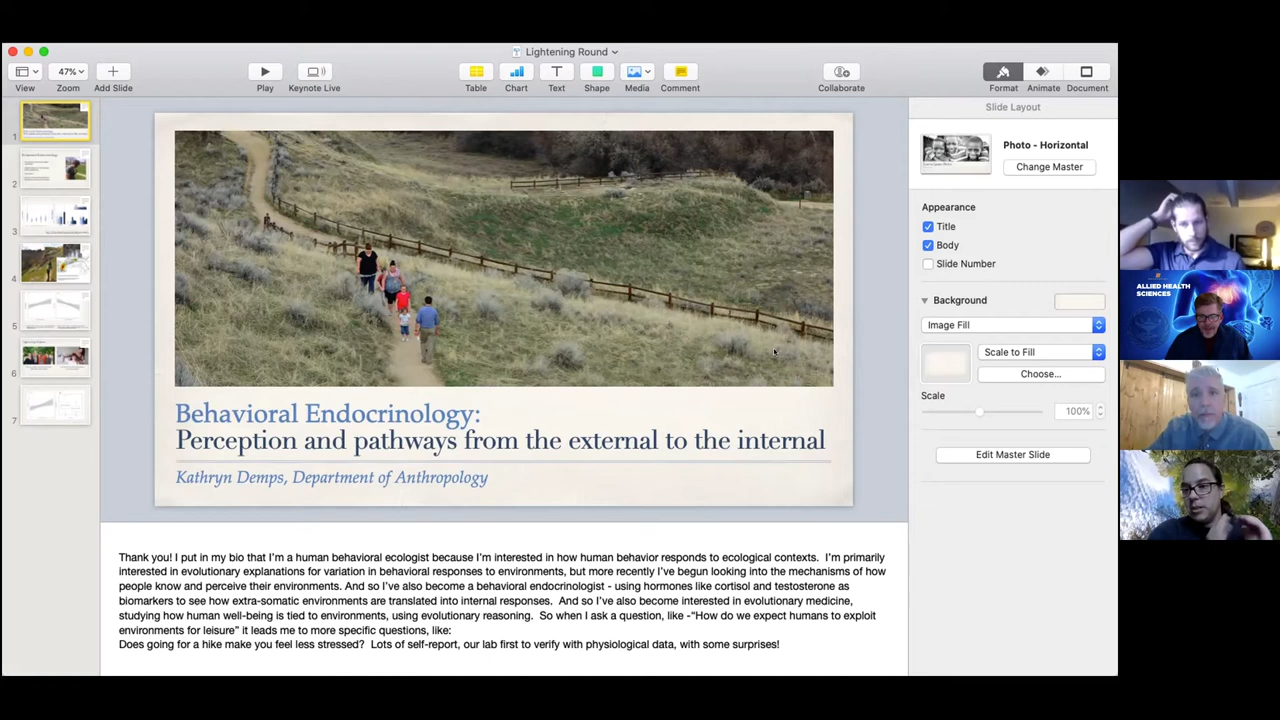 Lightening Round
47%
View
Zoom
Add Slide
Play
Keynote Live
Table
Chart
Text
Shape
Media
Comment
Collaborate
Format
Animate
Document
1
2
3
4
5
6
7
Behavioral Endocrinology:
Perception and pathways from the external to the internal
Kathryn Demps, Department of Anthropology
Thank you! I put in my bio that I'm a human behavioral ecologist because I'm interested in how human behavior responds to ecological contexts. I'm primarily
interested in evolutionary explanations for variation in behavioral responses to environments, but more recently I've begun looking into the mechanisms of how
people know and perceive their environments. And so I've also become a behavioral endocrinologist - using hormones like cortisol and testosterone as
biomarkers to see how extra-somatic environments are translated into internal responses. And so I've also become interested in evolutionary medicine,
studying how human well-being is tied to environments, using evolutionary reasoning. So when I ask a question, like -"How do we expect humans to exploit
environments for leisure" it leads me to more specific questions, like:
Does going for a hike make you feel less stressed? Lots of self-report, our lab first to verify with physiological data, with some surprises!
Slide Layout
Photo - Horizontal
Change Master
Appearance
Title
Body
Slide Number
Background
Image Fill
Scale to Fill
Choose...
Scale
100%
Edit Master Slide
ALLIED HEALTH
SCIENCES